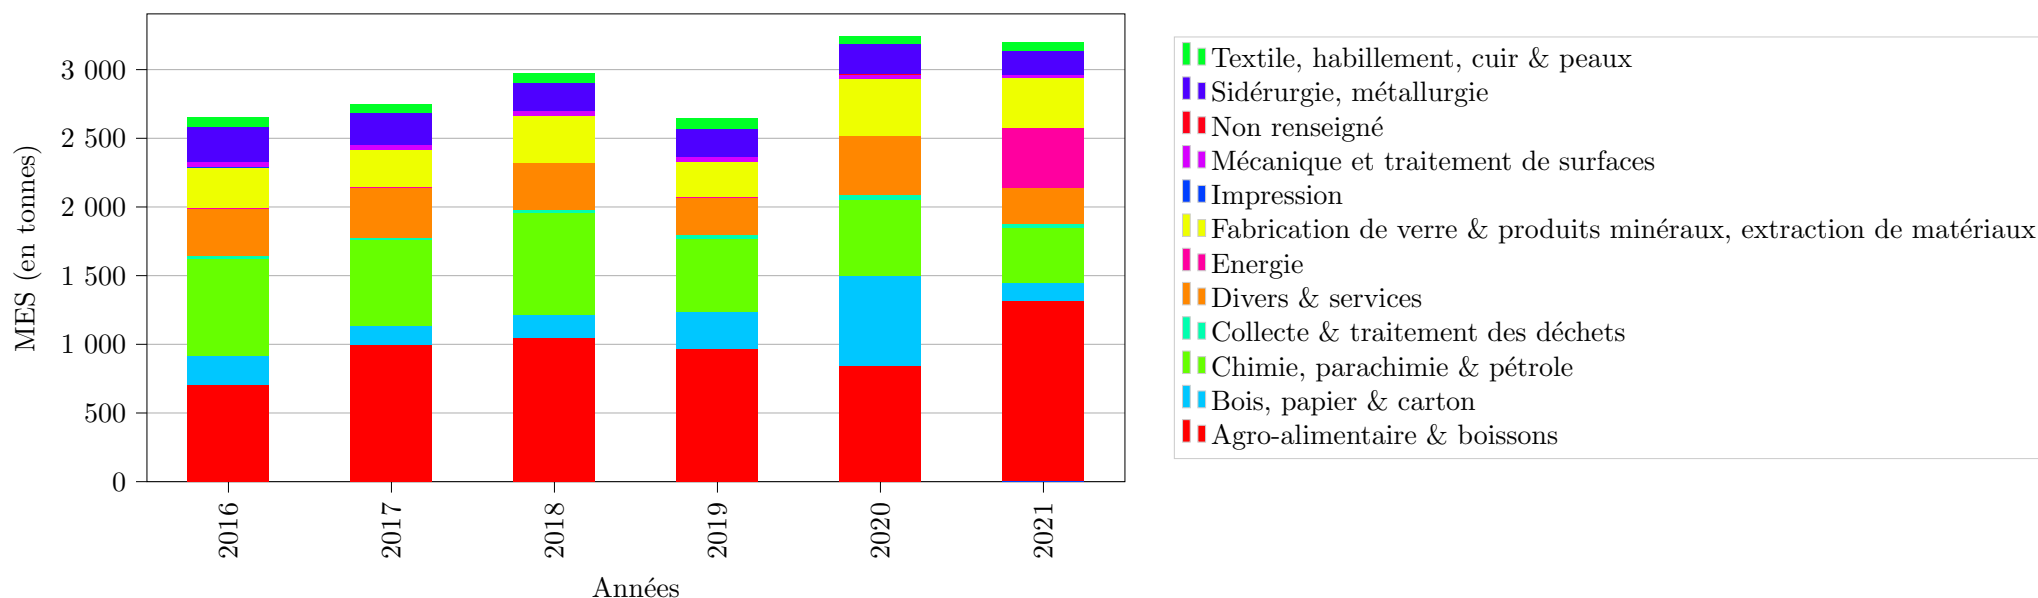 3 000
2 500
2 000
1 500
1 000
500
0
MES (en tonnes)
2016
2017
2018
2019
2020
2021
Années
Textile, habillement, cuir & peaux
Sidérurgie, métallurgie
Non renseigné
Mécanique et traitement de surfaces
Impression
Fabrication de verre & produits minéraux, extraction de matériaux
Energie
Divers & services
Collecte & traitement des déchets
Chimie, parachimie & pétrole
Bois, papier & carton
Agro-alimentaire & boissons